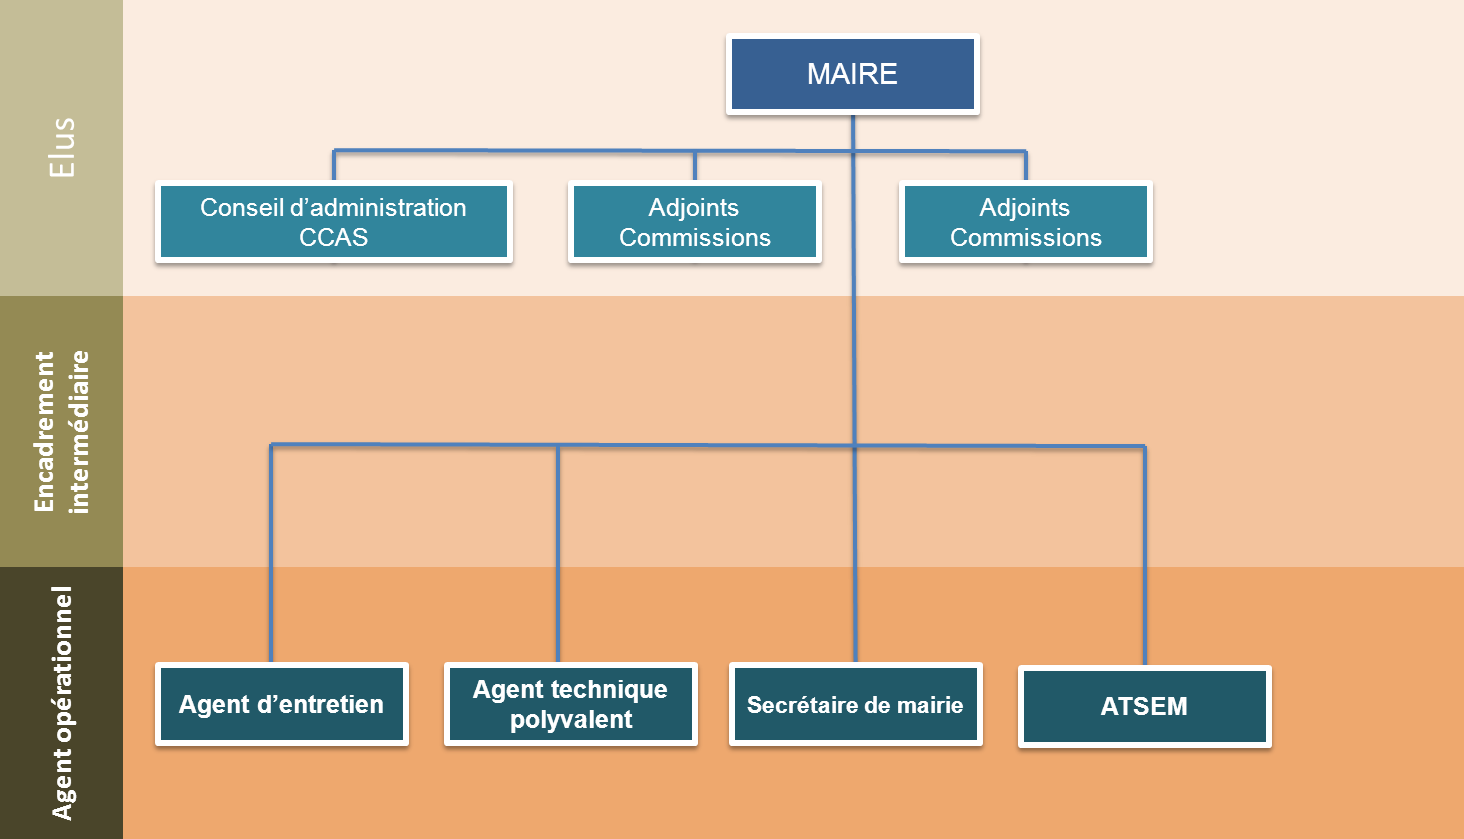 Elus
MAIRE
Conseil d’administration
CCAS
Adjoints
Commissions
Adjoints
Commissions
Encadrement
intermédiaire
Agent opérationnel
Agent d’entretien
Agent technique
polyvalent
Secrétaire de mairie
ATSEM